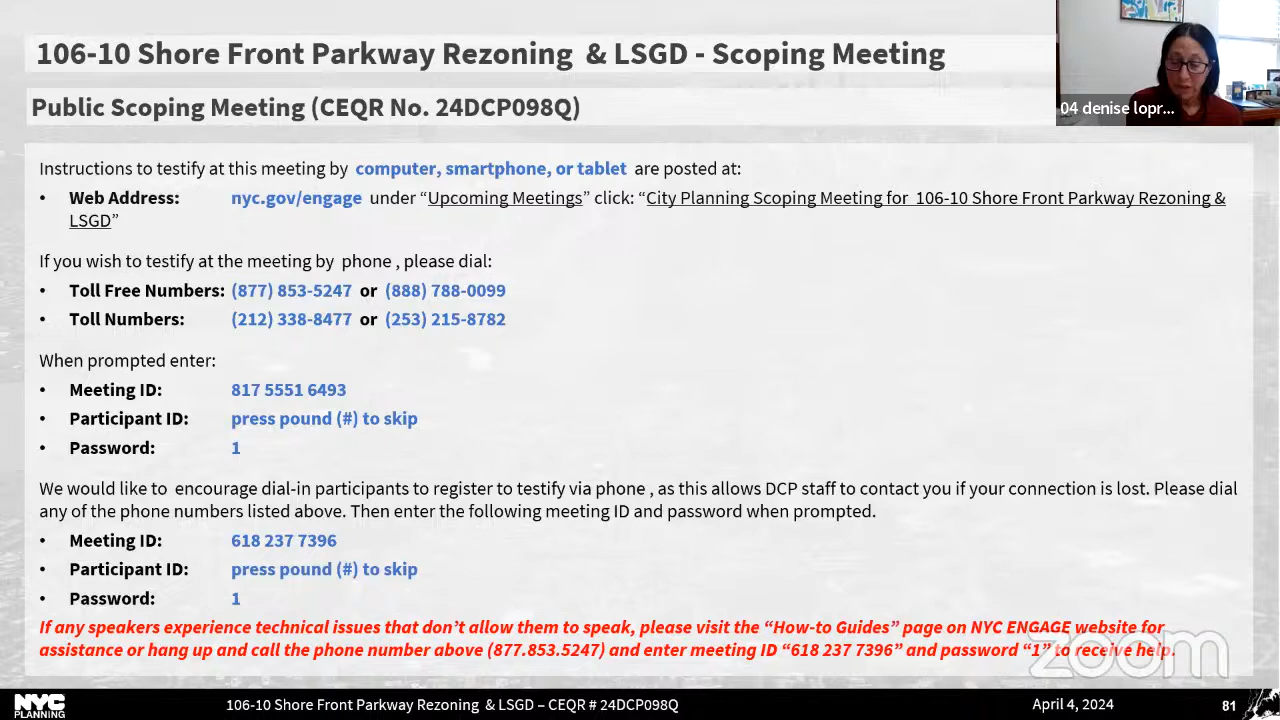 106-10 Shore Front Parkway Rezoning & LSGD - Scoping Meeting
Public Scoping Meeting (CEQR No. 24DCP098Q)
04 denise lopr...
Instructions to testify at this meeting by computer, smartphone, or tablet are posted at:
• Web Address: nyc.gov/engage under “Upcoming Meetings” click: “City Planning Scoping Meeting for 106-10 Shore Front Parkway Rezoning &
LSGD”
If you wish to testify at the meeting by phone , please dial:
• Toll Free Numbers: (877) 853-5247 or (888) 788-0099
• Toll Numbers: (212) 338-8477 or (253) 215-8782
When prompted enter:
• Meeting ID: 817 5551 6493
• Participant ID: press pound (#) to skip
• Password: 1
We would like to encourage dial-in participants to register to testify via phone , as this allows DCP staff to contact you if your connection is lost. Please dial
any of the phone numbers listed above. Then enter the following meeting ID and password when prompted.
• Meeting ID: 618 237 7396
• Participant ID: press pound (#) to skip
• Password: 1
If any speakers experience technical issues that don’t allow them to speak, please visit the “How-to Guides” page on NYC ENGAGE website for
assistance or hang up and call the phone number above (877.853.5247) and enter meeting ID “618 237 7396” and password “1” to receive help.
zoom
NYC
PLANNING
106-10 Shore Front Parkway Rezoning & LSGD – CEQR # 24DCP098Q
April 4, 2024
81